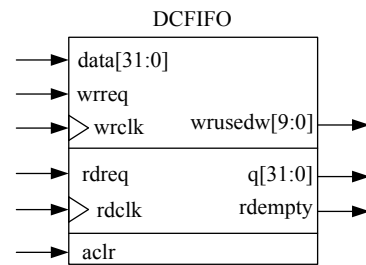 DCFIFO
data[31:0]
wrreq
wrclk wrusedw[9:0]
rdreq q[31:0]
rdclk rdempty
aclr